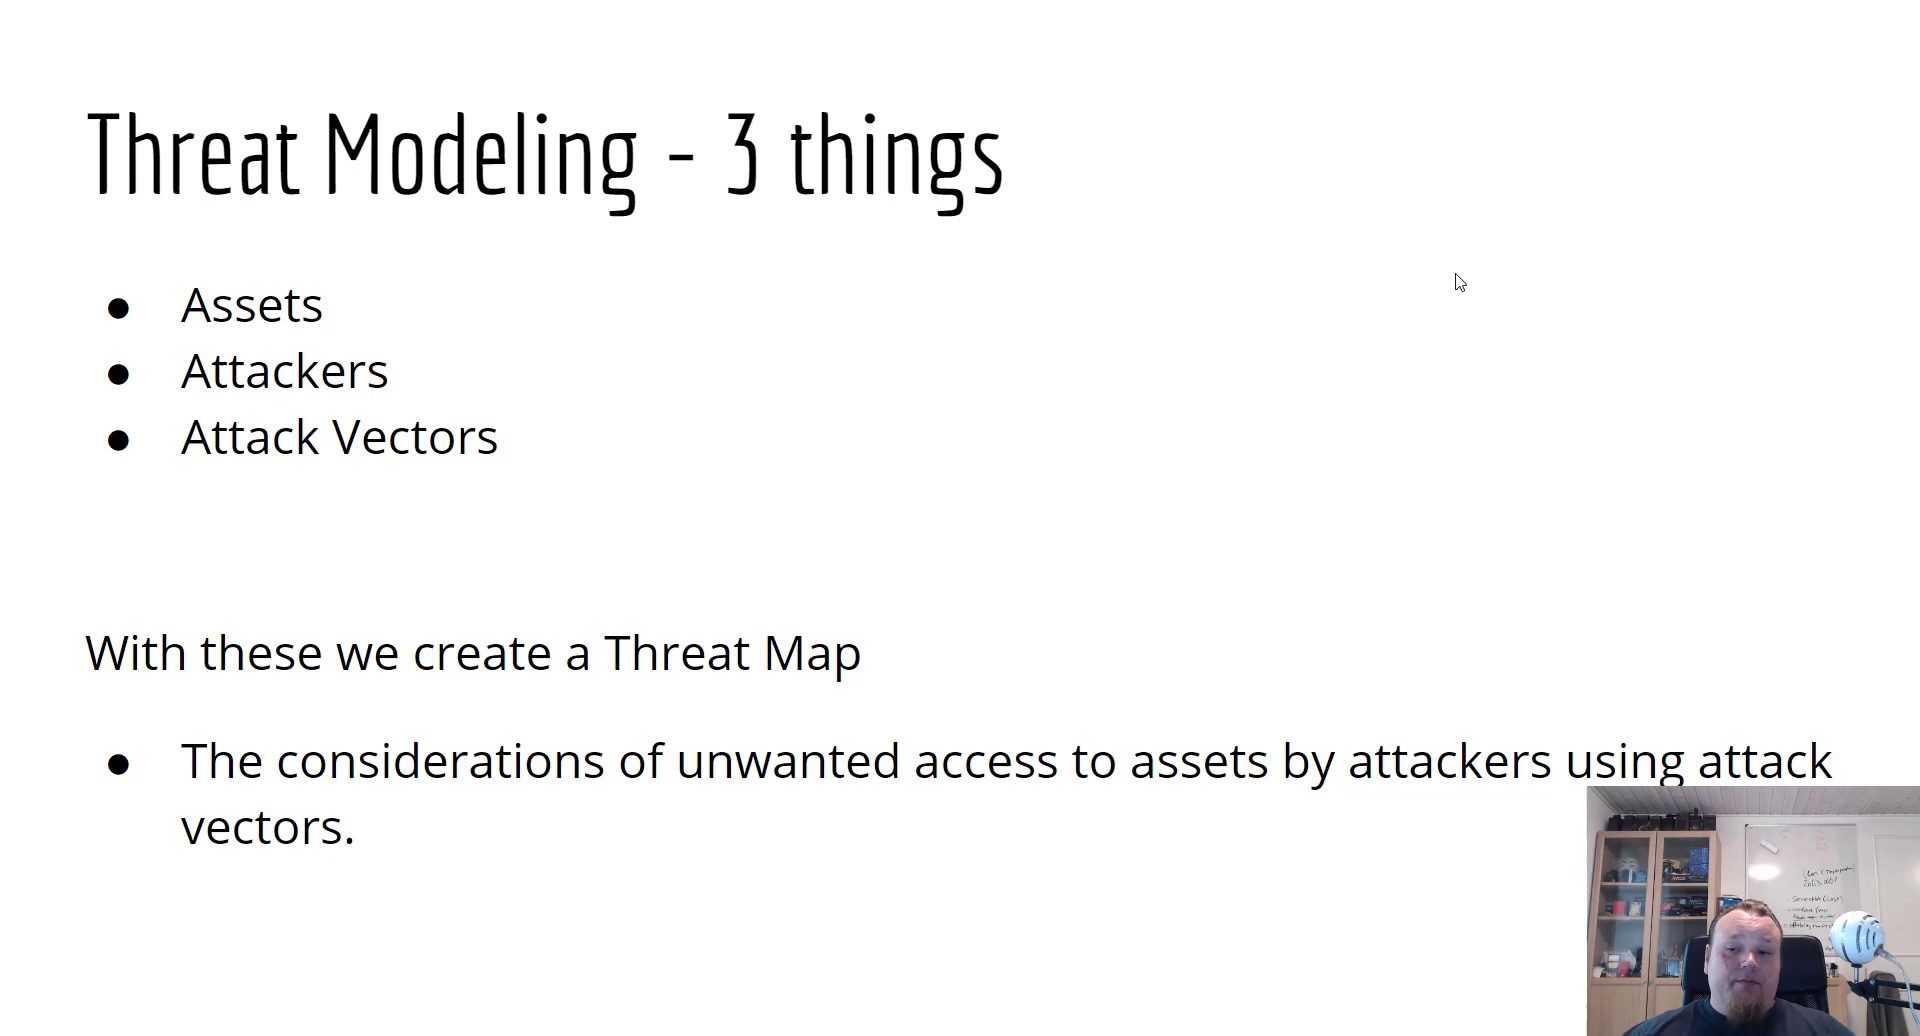 Threat Modeling - 3 things
● Assets
● Attackers
● Attack Vectors
With these we create a Threat Map
● The considerations of unwanted access to assets by attackers using attack
vectors.